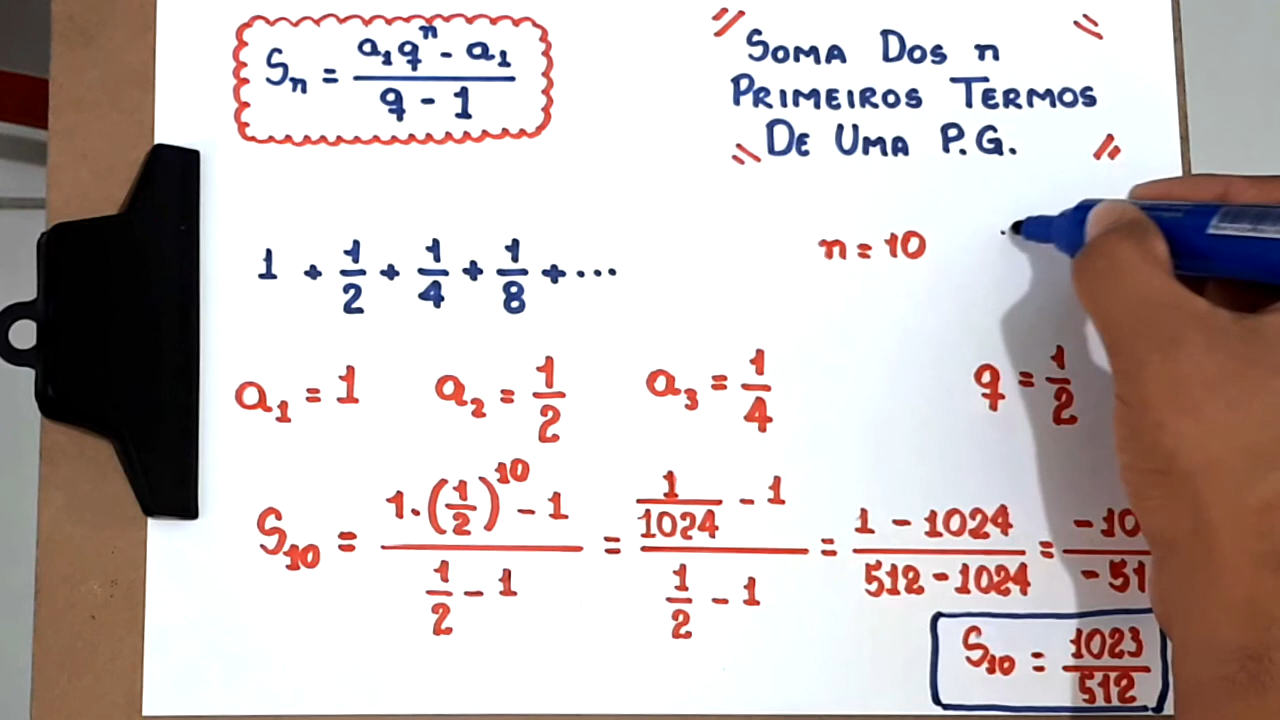 Sn = (a₁qⁿ - a₁) / (q - 1)
" SOMA DOS n "
PRIMEIROS TERMOS
" DE UMA P.G. "
1 + 1/2 + 1/4 + 1/8 + ...
n = 10
a₁ = 1 a₂ = 1/2 a₃ = 1/4 q = 1/2
S₁₀ = (1·(1/2)¹⁰ - 1) / (1/2 - 1) = (1/1024 - 1) / (1/2 - 1) = (1 - 1024) / (512 - 1024) =
S₁₀ = 1023/512